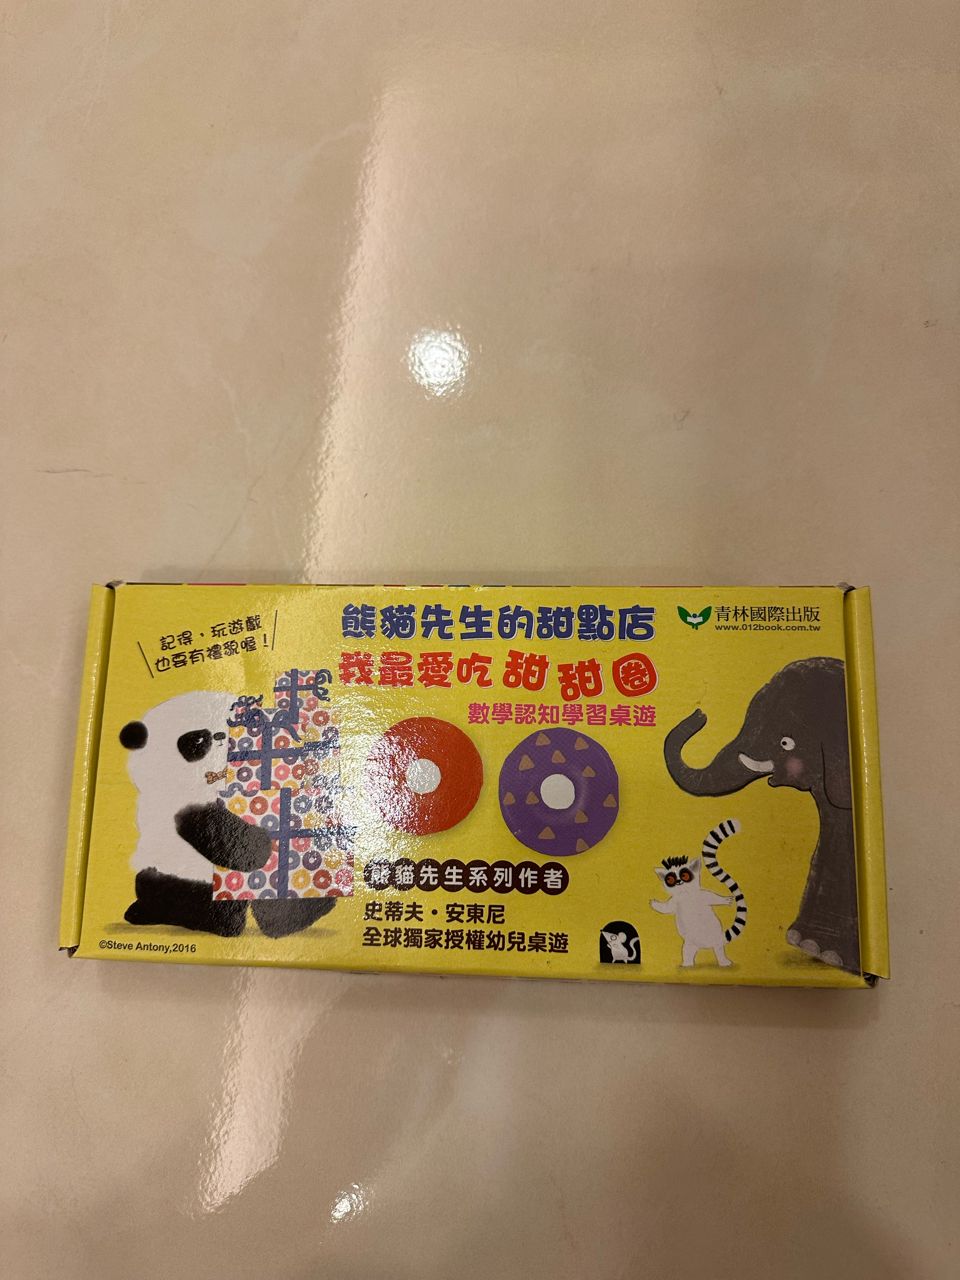 記得，玩遊戲
也要有禮貌喔！
熊貓先生的甜點店
我最愛吃甜甜圈
數學認知學習桌遊
青林國際出版
www.012book.com.tw
熊貓先生系列作者
史蒂夫·安東尼
全球獨家授權幼兒桌遊
©Steve Antony,2016